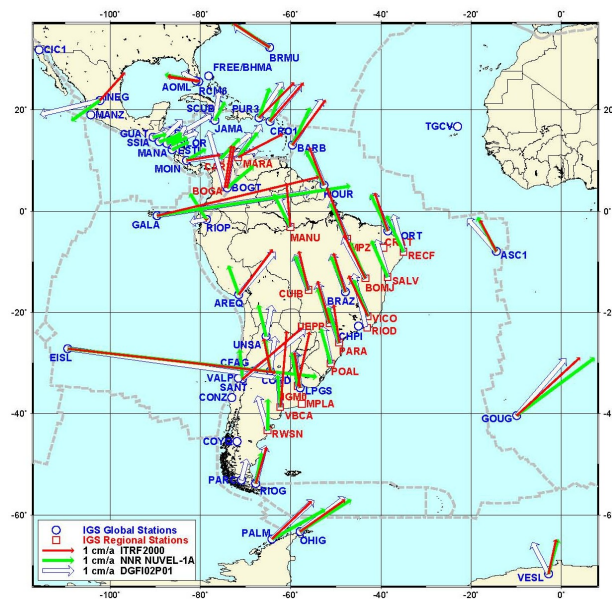 CIC1
BRMU
FREE/BHMA
AOML
RCM6
INEG
MANZ
SCUB
PUR3
20°
JAMA
CRO1
TGCV
GUAT
SSIA
MANA
ESTI
BARB
MOIN
MARA
BOGA
BOGT
KOUR
0°
GALA
RIOP
MANU
CRAT
RECF
ASC1
BOMJ
SALV
CUIB
AREQ
BRAZ
-20°
VICO
UEPP
RIOD
CHPI
UNSA
PARA
EISL
CFAG
POAL
VALP
SANT
CORD
LPGS
CONZ
IGM0
MPLA
-40°
VBCA
GOUG
RWSN
COYQ
PARC
RIOG
-60°
PALM
OHIG
VESL
IGS Global Stations
IGS Regional Stations
1 cm/a ITRF2000
1 cm/a NNR NUVEL-1A
1 cm/a DGFI02P01
-100° -80° -60° -40° -20° 0°